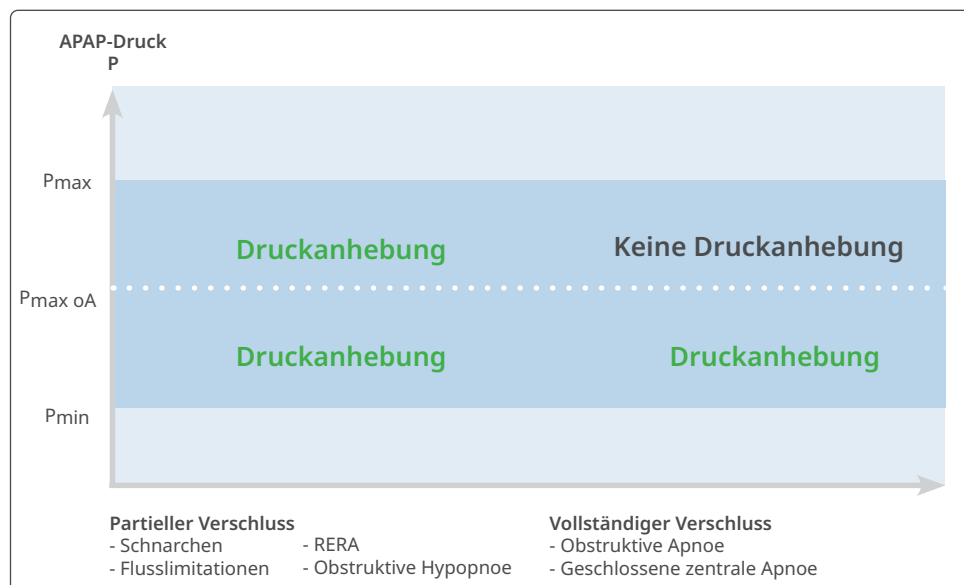 APAP-Druck
P
Pmax
Druckanhebung
Keine Druckanhebung
Pmax oA
Druckanhebung
Druckanhebung
Pmin
Partieller Verschluss
- Schnarchen
- Flusslimitationen
- RERA
- Obstruktive Hypopnoe
Vollständiger Verschluss
- Obstruktive Apnoe
- Geschlossene zentrale Apnoe